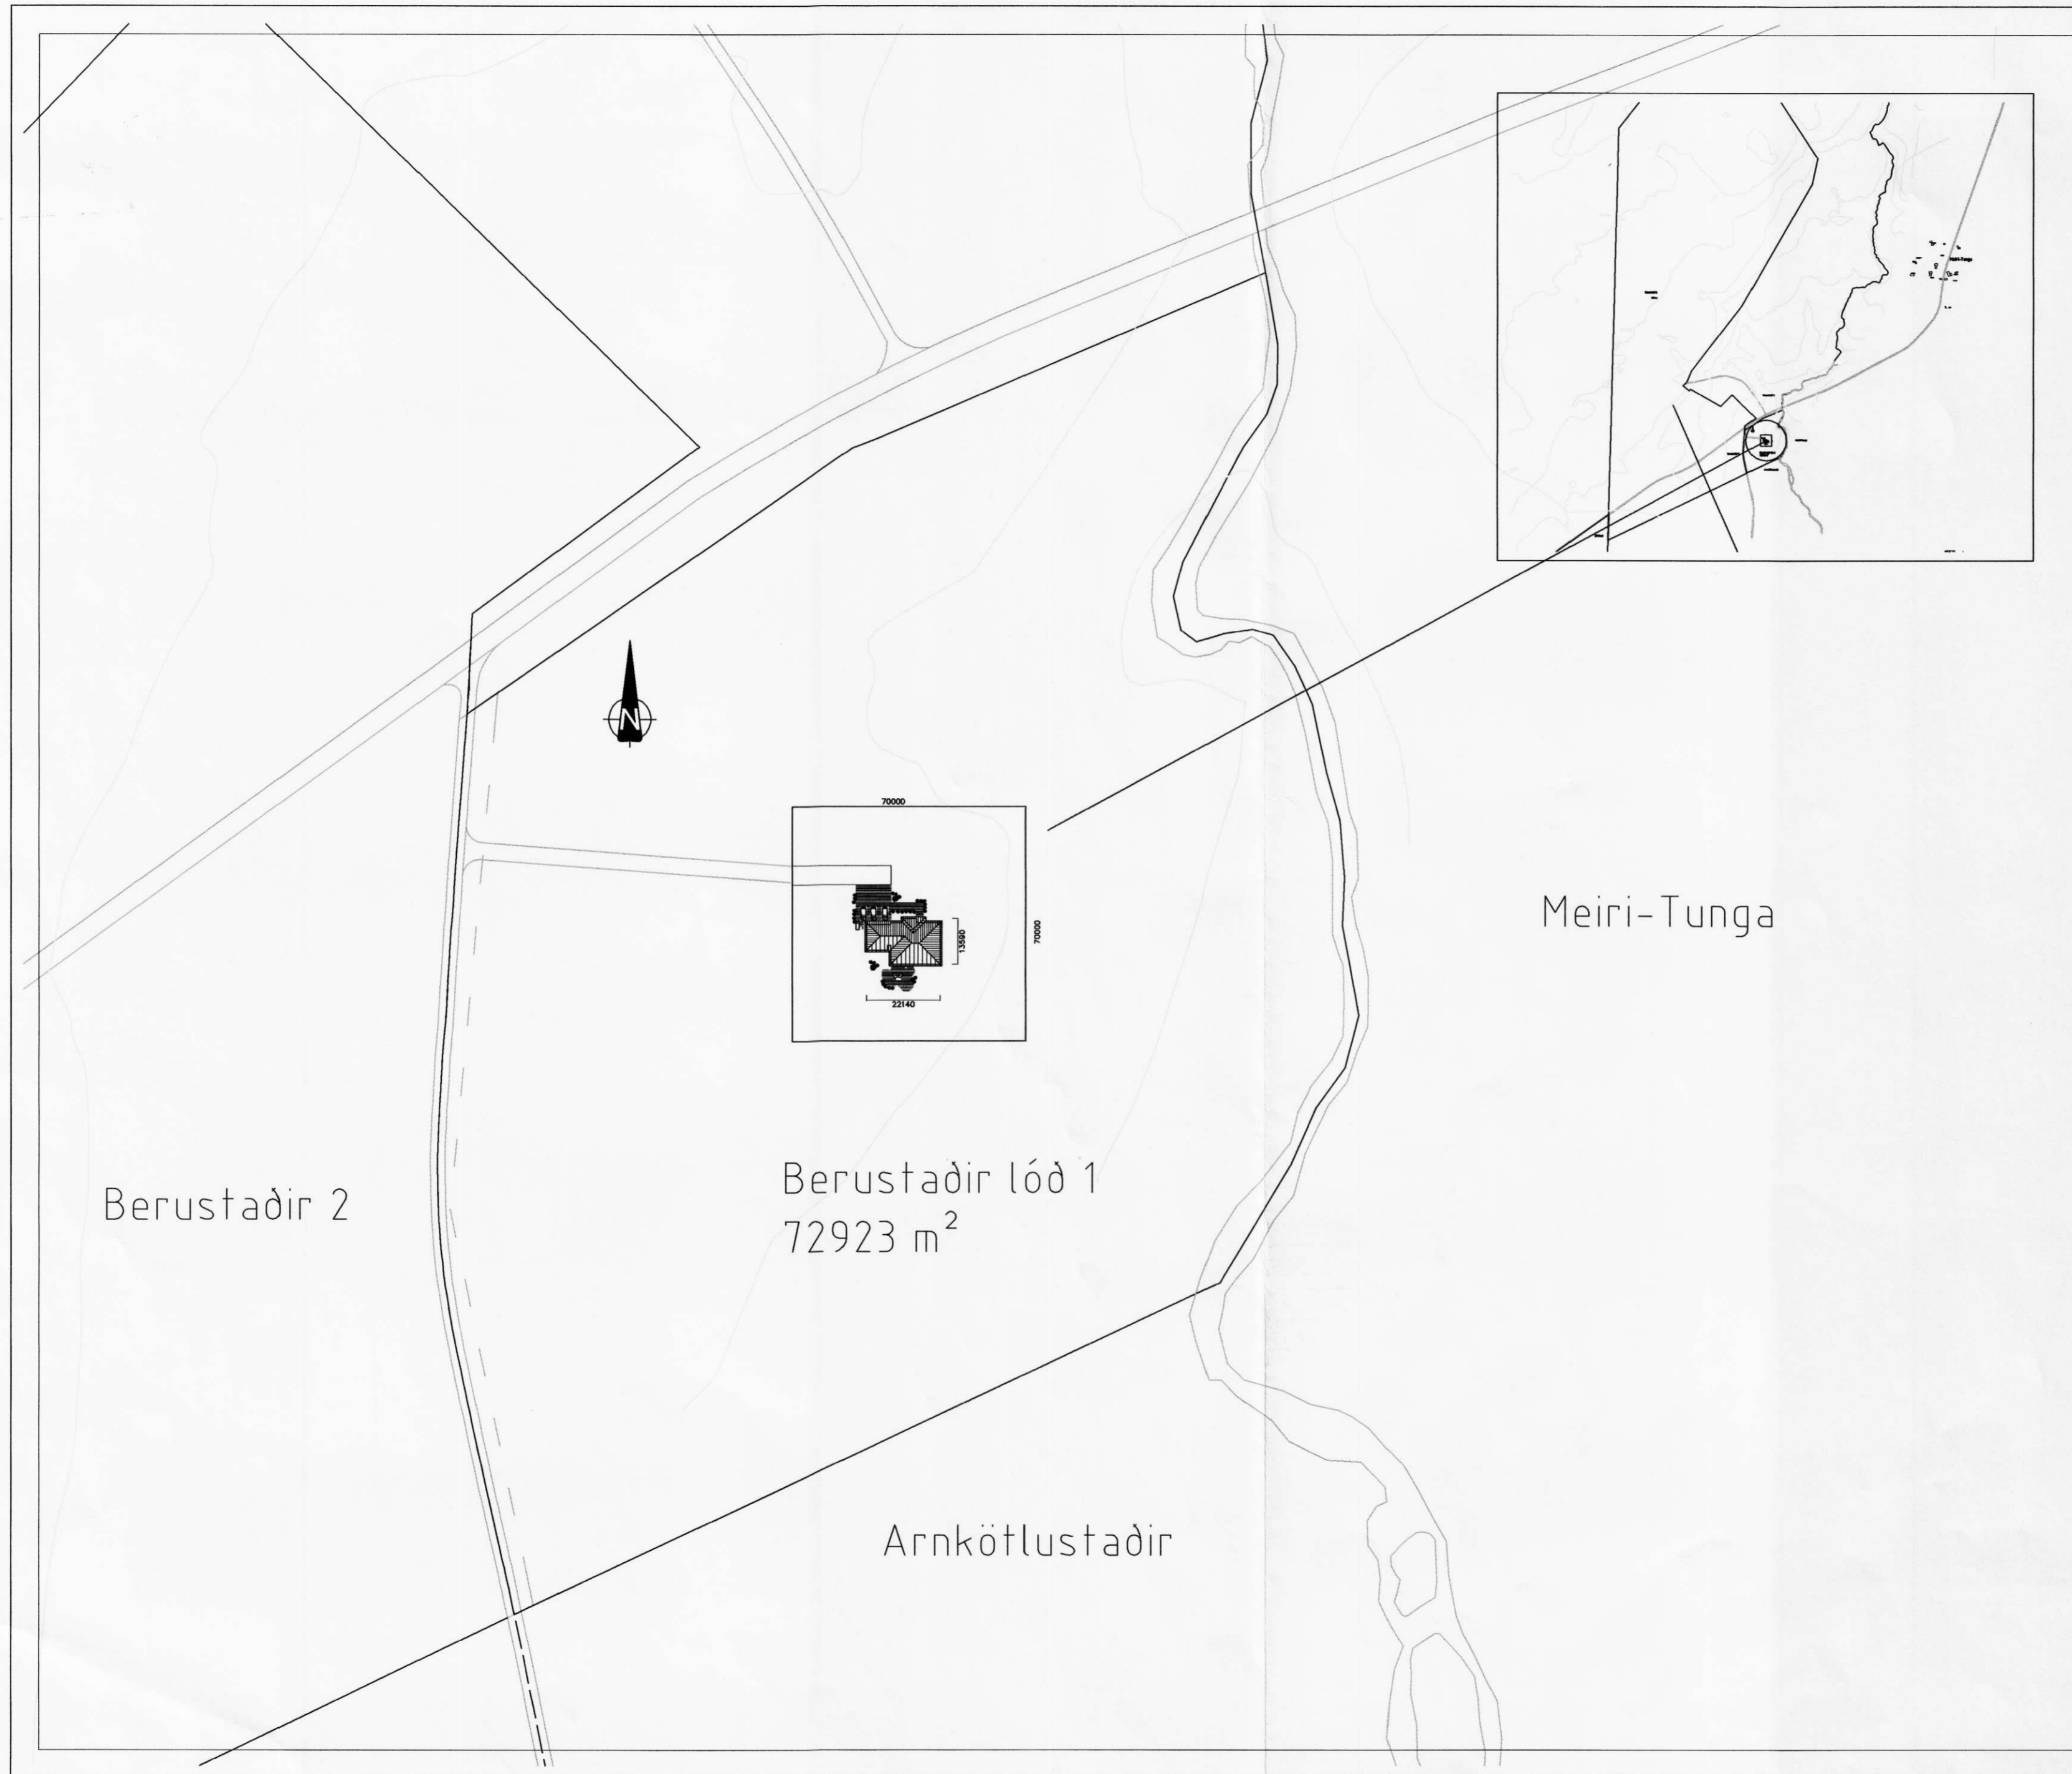 N
70000
70000
13590
22140
Meiri-Tunga
Berustaðir 2
Berustaðir lóð 1
72923 m²
Arnkötlustaðir